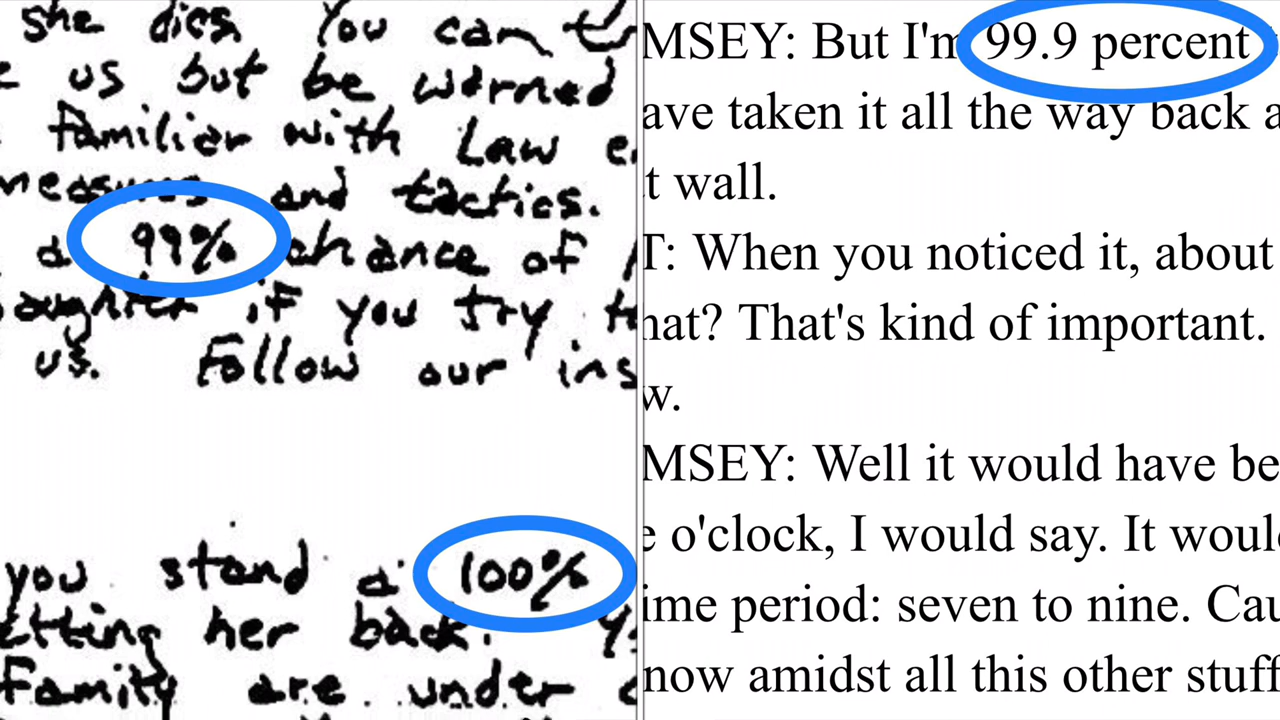 she dies. You can t
e us but be warned
familiar with Law e
measures and tactics.
a 99% chance of
aughter if you try t
us. Follow our ins
you stand a 100%
etting her back. Y
family are under
MSEY: But I'm 99.9 percent
ave taken it all the way back a
t wall.
T: When you noticed it, about
hat? That's kind of important.
w.
MSEY: Well it would have be
e o'clock, I would say. It would
ime period: seven to nine. Cau
now amidst all this other stuff